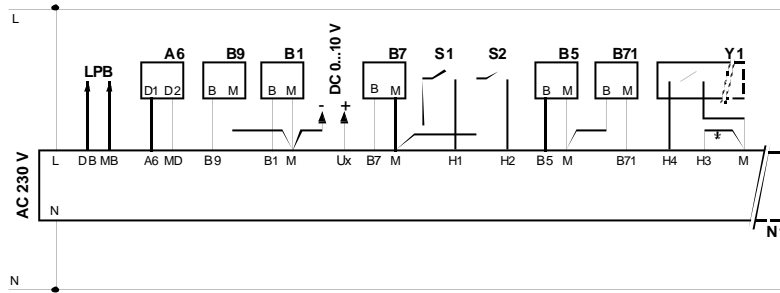 L
LPB
A6
B9
B1
DC 0...10 V
B7
S1
S2
B5
B71
Y1
- +
D1 D2
B M
B M
B M
B M
B M
L
DB MB
A6 MD
B9
B1 M
Ux
B7 M
H1
H2
B5 M
B71
H4
H3
M
*
AC 230 V
N
N1
N